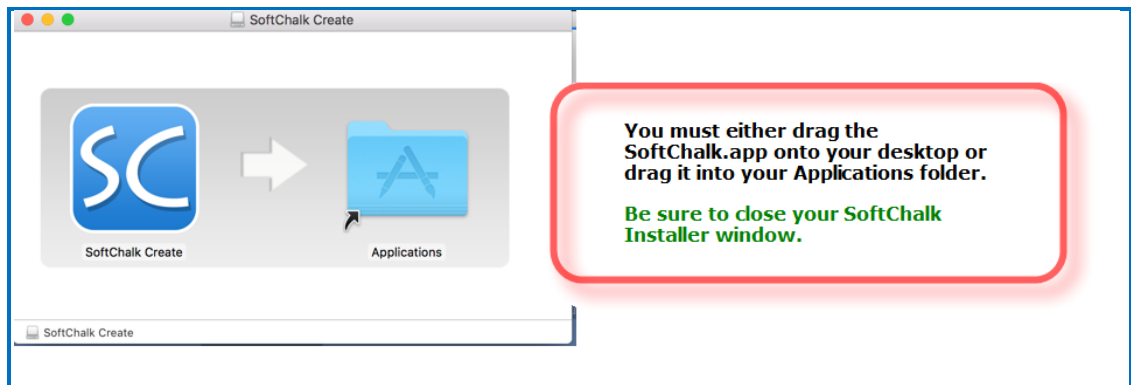 SoftChalk Create
SC
SoftChalk Create
Applications
SoftChalk Create
You must either drag the
SoftChalk.app onto your desktop or
drag it into your Applications folder.
Be sure to close your SoftChalk
Installer window.